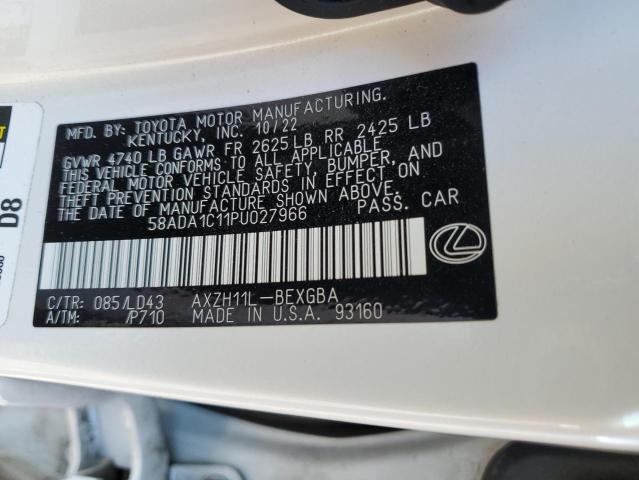 MFD. BY: TOYOTA MOTOR MANUFACTURING.
KENTUCKY, INC. 10/22
GVWR 4740 LB GAWR FR 2625 LB RR 2425 LB
THIS VEHICLE CONFORMS TO ALL APPLICABLE
FEDERAL MOTOR VEHICLE SAFETY, BUMPER, AND
THEFT PREVENTION STANDARDS IN EFFECT ON
THE DATE OF MANUFACTURE SHOWN ABOVE.
58ADA1C11PU027966 PASS. CAR
C/TR: 085/LD43 AXZH11L-BEXGBA
A/TM: /P710 MADE IN U.S.A. 93160
D8